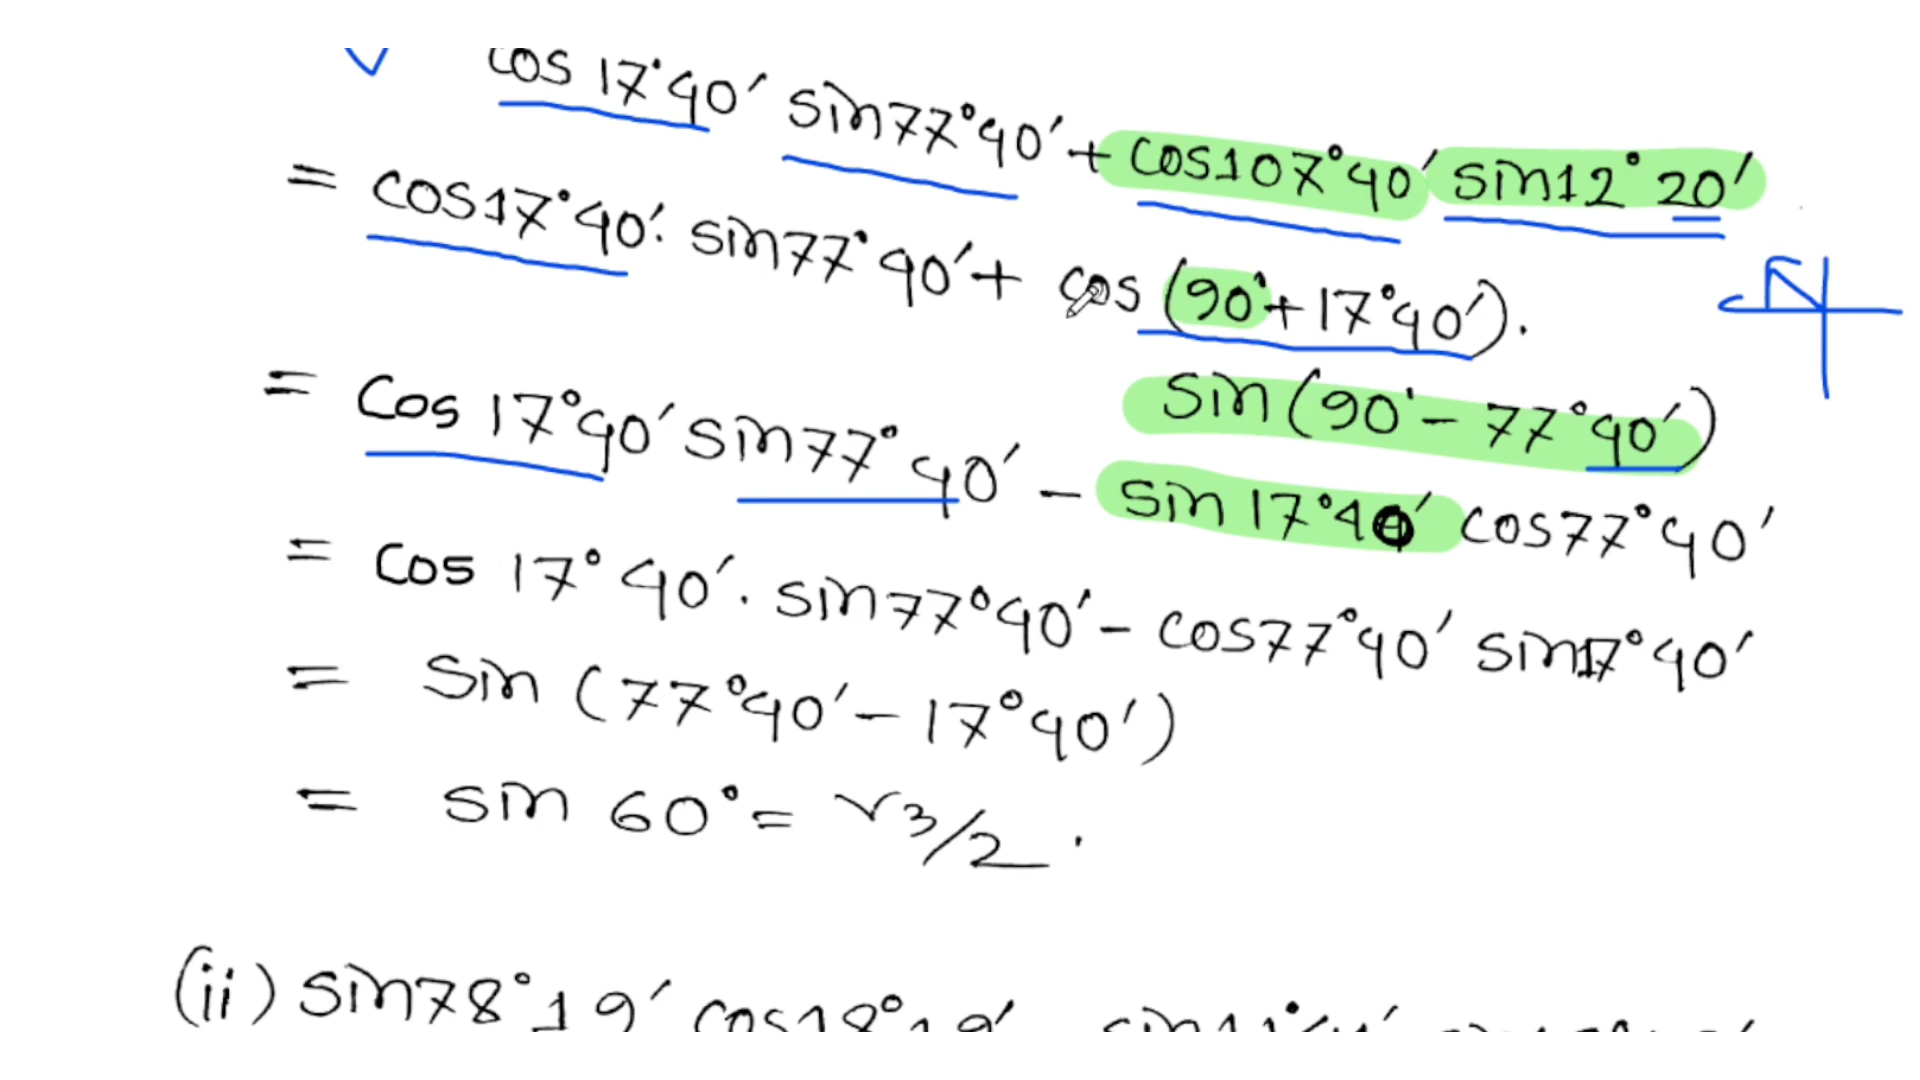 cos 17°40′ sin77°40′ + cos107°40′ sin12°20′
= cos17°40′. sin77°40′ + cos (90°+17°40′).
sin(90°-77°40′)
= Cos 17°40′ sin77°40′ - sin 17°40′ cos77°40′
= Cos 17°40′. sin77°40′ - cos77°40′ sin17°40′
= Sin (77°40′ - 17°40′)
= sin 60° = √3/2 .
(ii) sin78°19′ cos18°19′